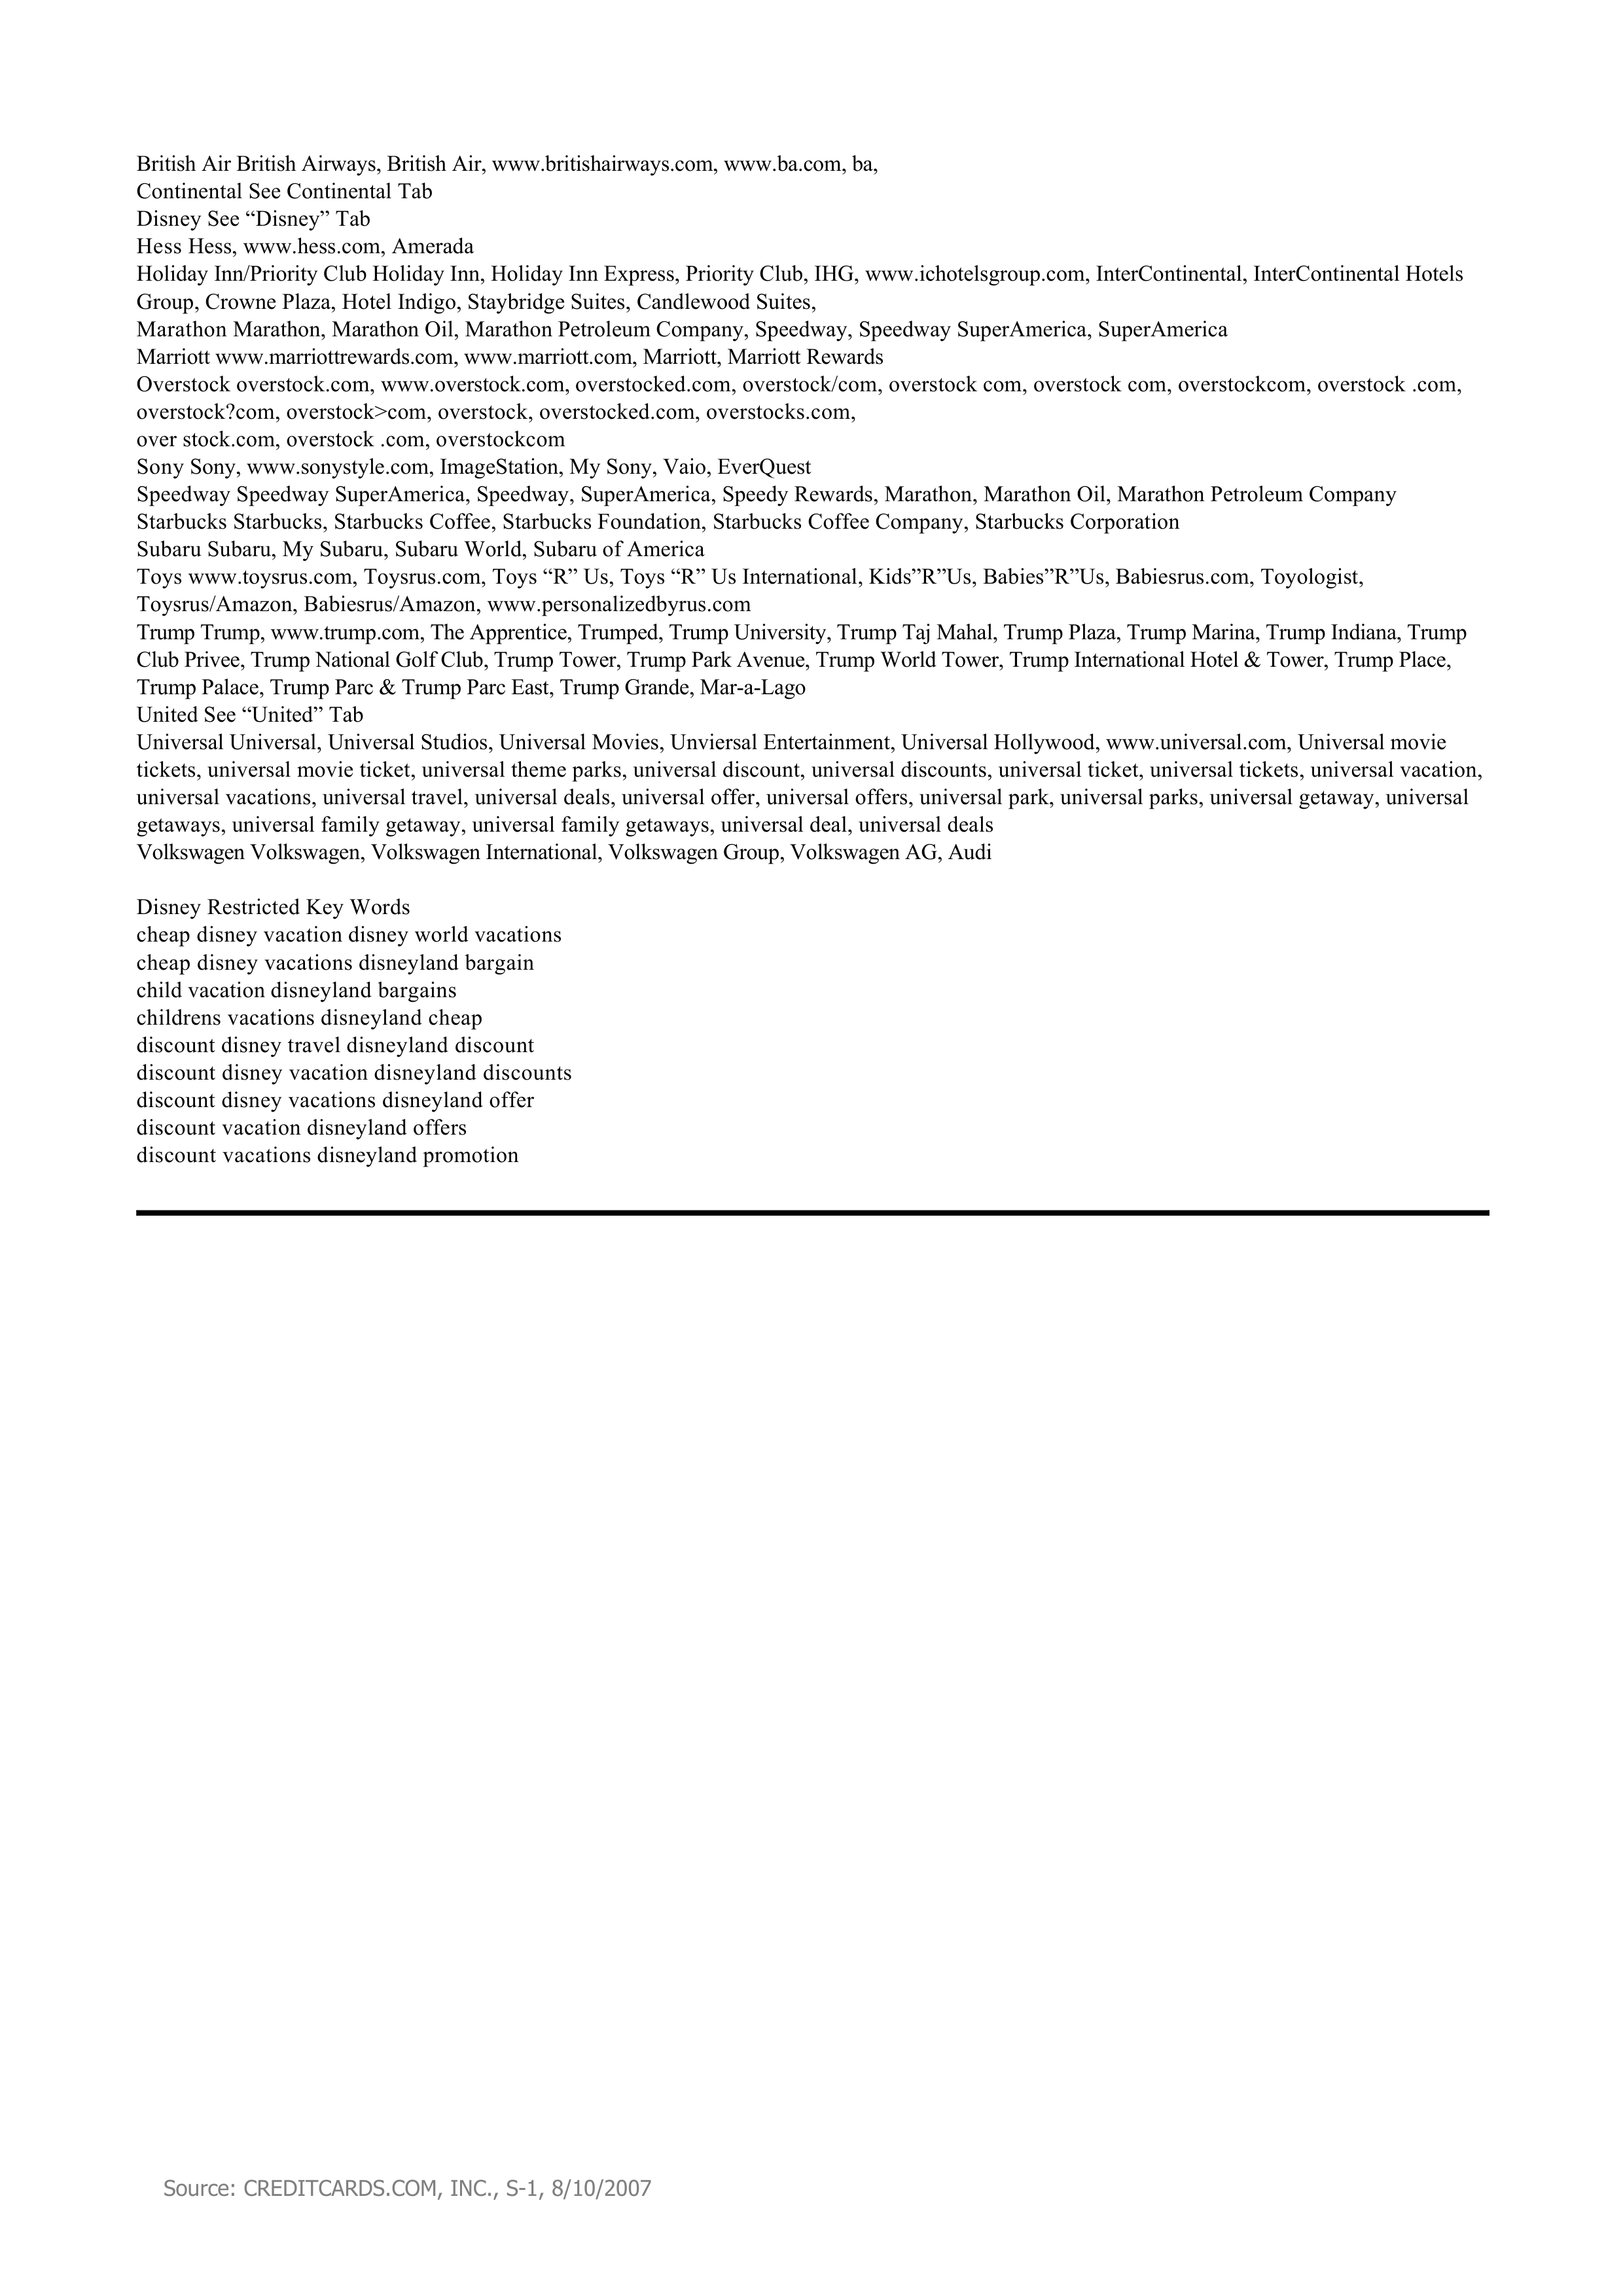 British Air British Airways, British Air, www.britishairways.com, www.ba.com, ba,
Continental See Continental Tab
Disney See “Disney” Tab
Hess Hess, www.hess.com, Amerada
Holiday Inn/Priority Club Holiday Inn, Holiday Inn Express, Priority Club, IHG, www.ichotelsgroup.com, InterContinental, InterContinental Hotels
Group, Crowne Plaza, Hotel Indigo, Staybridge Suites, Candlewood Suites,
Marathon Marathon, Marathon Oil, Marathon Petroleum Company, Speedway, Speedway SuperAmerica, SuperAmerica
Marriott www.marriottrewards.com, www.marriott.com, Marriott, Marriott Rewards
Overstock overstock.com, www.overstock.com, overstocked.com, overstock/com, overstock com, overstock com, overstockcom, overstock .com,
overstock?com, overstock>com, overstock, overstocked.com, overstocks.com,
over stock.com, overstock .com, overstockcom
Sony Sony, www.sonystyle.com, ImageStation, My Sony, Vaio, EverQuest
Speedway Speedway SuperAmerica, Speedway, SuperAmerica, Speedy Rewards, Marathon, Marathon Oil, Marathon Petroleum Company
Starbucks Starbucks, Starbucks Coffee, Starbucks Foundation, Starbucks Coffee Company, Starbucks Corporation
Subaru Subaru, My Subaru, Subaru World, Subaru of America
Toys www.toysrus.com, Toysrus.com, Toys “R” Us, Toys “R” Us International, Kids”R”Us, Babies”R”Us, Babiesrus.com, Toyologist,
Toysrus/Amazon, Babiesrus/Amazon, www.personalizedbyrus.com
Trump Trump, www.trump.com, The Apprentice, Trumped, Trump University, Trump Taj Mahal, Trump Plaza, Trump Marina, Trump Indiana, Trump
Club Privee, Trump National Golf Club, Trump Tower, Trump Park Avenue, Trump World Tower, Trump International Hotel & Tower, Trump Place,
Trump Palace, Trump Parc & Trump Parc East, Trump Grande, Mar-a-Lago
United See “United” Tab
Universal Universal, Universal Studios, Universal Movies, Unviersal Entertainment, Universal Hollywood, www.universal.com, Universal movie
tickets, universal movie ticket, universal theme parks, universal discount, universal discounts, universal ticket, universal tickets, universal vacation,
universal vacations, universal travel, universal deals, universal offer, universal offers, universal park, universal parks, universal getaway, universal
getaways, universal family getaway, universal family getaways, universal deal, universal deals
Volkswagen Volkswagen, Volkswagen International, Volkswagen Group, Volkswagen AG, Audi
Disney Restricted Key Words
cheap disney vacation disney world vacations
cheap disney vacations disneyland bargain
child vacation disneyland bargains
childrens vacations disneyland cheap
discount disney travel disneyland discount
discount disney vacation disneyland discounts
discount disney vacations disneyland offer
discount vacation disneyland offers
discount vacations disneyland promotion
Source: CREDITCARDS.COM, INC., S-1, 8/10/2007